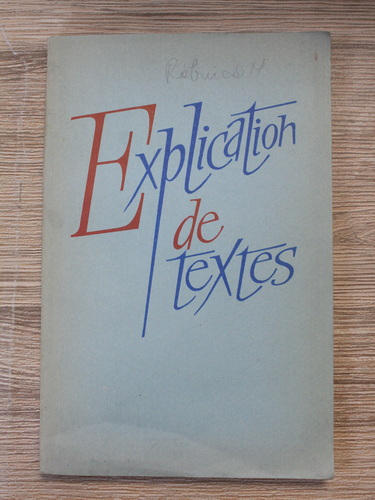 Explication
de
textes